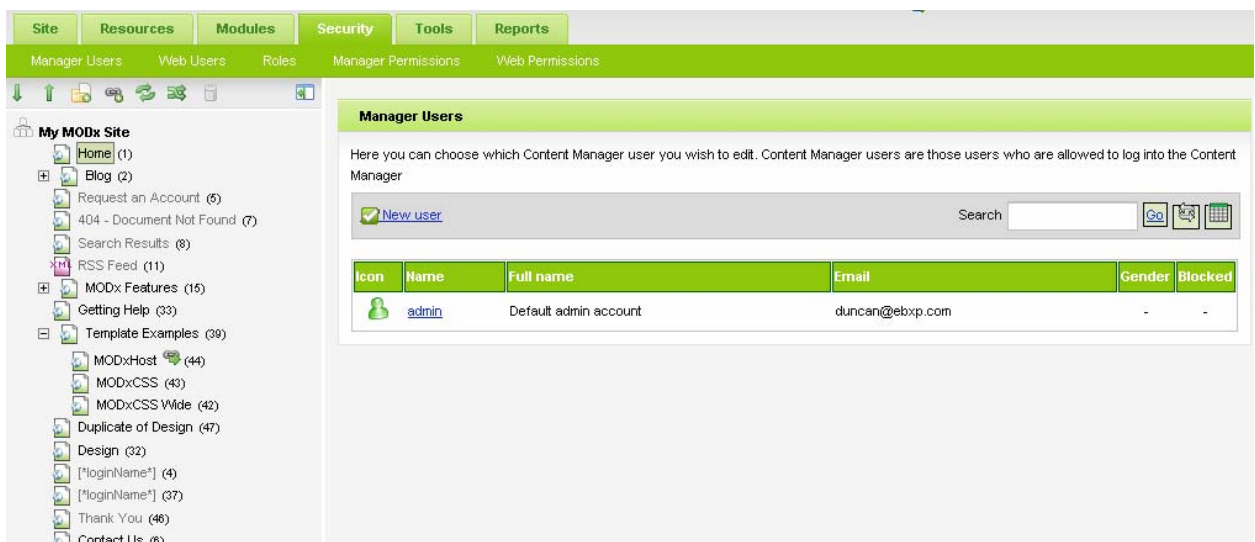 Site Resources Modules Security Tools Reports
Manager Users Web Users Roles Manager Permissions Web Permissions
My MODx Site
Home (1)
Blog (2)
Request an Account (5)
404 - Document Not Found (7)
Search Results (8)
XML RSS Feed (11)
MODx Features (15)
Getting Help (33)
Template Examples (39)
MODxHost (44)
MODxCSS (43)
MODxCSS Wide (42)
Duplicate of Design (47)
Design (32)
[*loginName*] (4)
[*loginName*] (37)
Thank You (46)
Contact Us (6)
Manager Users
Here you can choose which Content Manager user you wish to edit. Content Manager users are those users who are allowed to log into the Content
Manager
New user Search Go
Icon Name Full name Email Gender Blocked
admin Default admin account duncan@ebxp.com - -